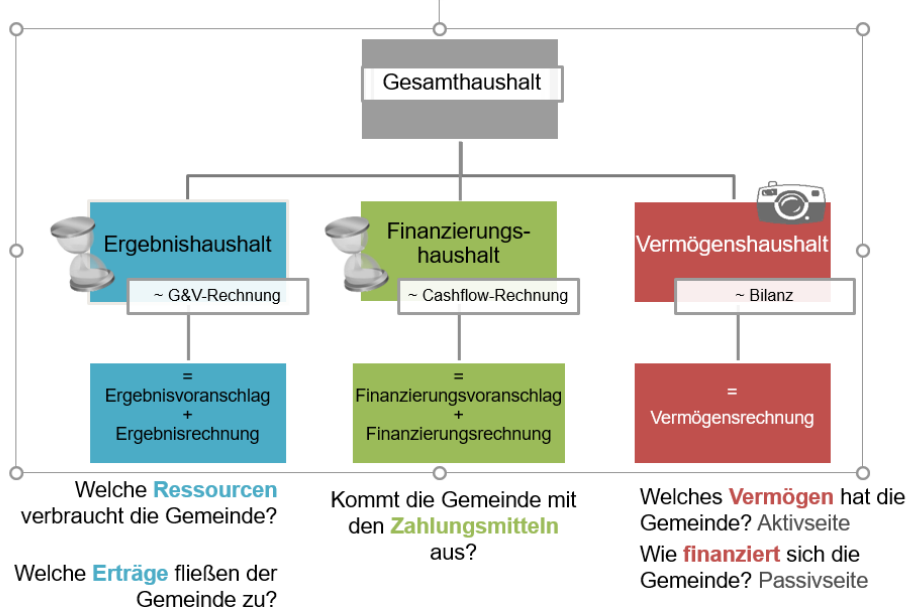 Gesamthaushalt
Ergebnishaushalt
~ G&V-Rechnung
Finanzierungs-
haushalt
~ Cashflow-Rechnung
Vermögenshaushalt
~ Bilanz
=
Ergebnisvoranschlag
+
Ergebnisrechnung
=
Finanzierungsvoranschlag
+
Finanzierungsrechnung
=
Vermögensrechnung
Welche Ressourcen
verbraucht die Gemeinde?
Welche Erträge fließen der
Gemeinde zu?
Kommt die Gemeinde mit
den Zahlungsmitteln
aus?
Welches Vermögen hat die
Gemeinde? Aktivseite
Wie finanziert sich die
Gemeinde? Passivseite